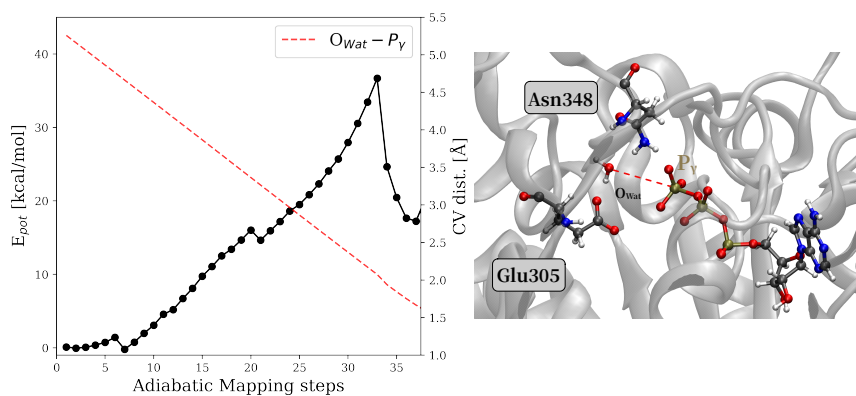 O_Wat − P_γ
E_pot [kcal/mol]
40
30
20
10
0
5.5
5.0
4.5
4.0
3.5
3.0
2.5
2.0
1.5
1.0
CV dist. [Å]
0
5
10
15
20
25
30
35
Adiabatic Mapping steps
Asn348
P_γ
O_Wat
Glu305